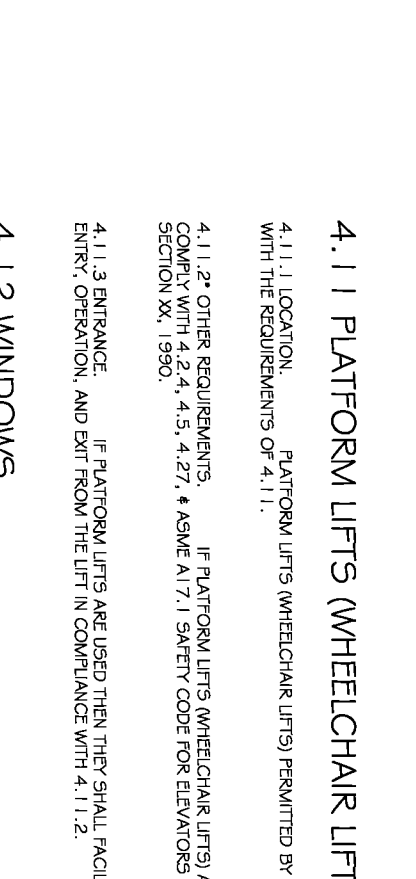 4.11 PLATFORM LIFTS (WHEELCHAIR LIFT
4.11.1 LOCATION. PLATFORM LIFTS (WHEELCHAIR LIFTS) PERMITTED BY
WITH THE REQUIREMENTS OF 4.11.
4.11.2* OTHER REQUIREMENTS. IF PLATFORM LIFTS (WHEELCHAIR LIFTS) A
COMPLY WITH 4.2.4, 4.5, 4.27, & ASME A17.1 SAFETY CODE FOR ELEVATORS
SECTION XX, 1990.
4.11.3 ENTRANCE. IF PLATFORM LIFTS ARE USED THEN THEY SHALL FACIL
ENTRY, OPERATION, AND EXIT FROM THE LIFT IN COMPLIANCE WITH 4.11.2.
4.12 WINDOWS